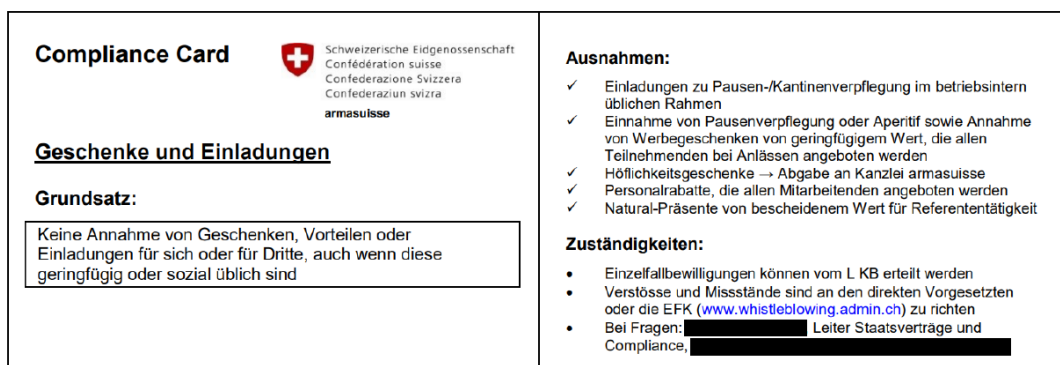 Compliance Card
Schweizerische Eidgenossenschaft
Confédération suisse
Confederazione Svizzera
Confederaziun svizra
armasuisse
Geschenke und Einladungen
Grundsatz:
Keine Annahme von Geschenken, Vorteilen oder
Einladungen für sich oder für Dritte, auch wenn diese
geringfügig oder sozial üblich sind
Ausnahmen:
✓ Einladungen zu Pausen-/Kantinenverpflegung im betriebsintern
üblichen Rahmen
✓ Einnahme von Pausenverpflegung oder Aperitif sowie Annahme
von Werbegeschenken von geringfügigem Wert, die allen
Teilnehmenden bei Anlässen angeboten werden
✓ Höflichkeitsgeschenke → Abgabe an Kanzlei armasuisse
✓ Personalrabatte, die allen Mitarbeitenden angeboten werden
✓ Natural-Präsente von bescheidenem Wert für Referententätigkeit
Zuständigkeiten:
• Einzelfallbewilligungen können vom L KB erteilt werden
• Verstösse und Missstände sind an den direkten Vorgesetzten
oder die EFK (www.whistleblowing.admin.ch) zu richten
• Bei Fragen: Leiter Staatsverträge und
Compliance,